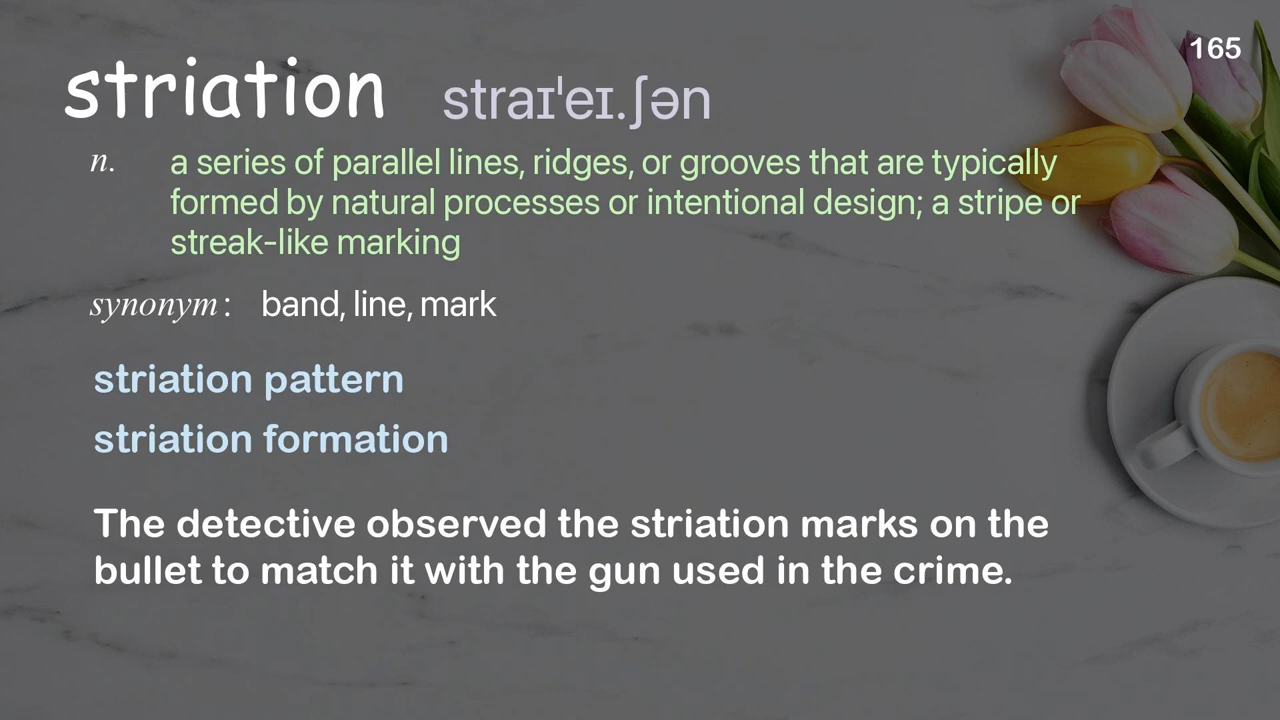 165
striation straɪˈeɪ.ʃən
n. a series of parallel lines, ridges, or grooves that are typically
formed by natural processes or intentional design; a stripe or
streak-like marking
synonym: band, line, mark
striation pattern
striation formation
The detective observed the striation marks on the
bullet to match it with the gun used in the crime.